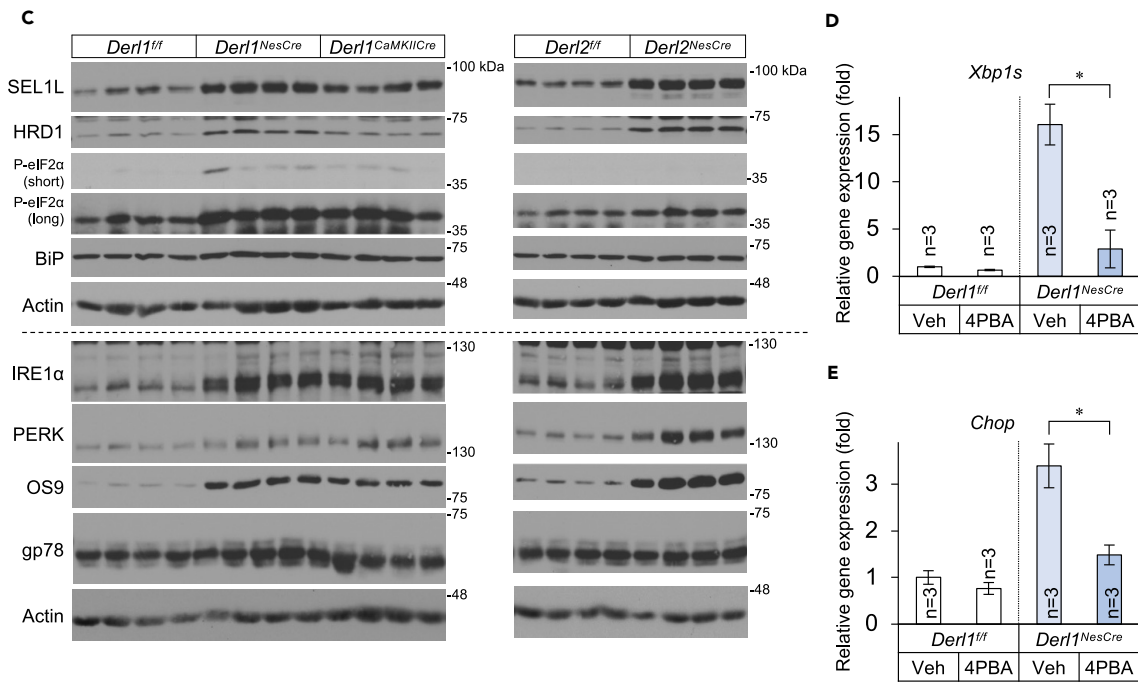 C
Derl1f/f Derl1NesCre Derl1CaMKIICre Derl2f/f Derl2NesCre
SEL1L -100 kDa -100 kDa
HRD1 -75 -75
P-eIF2α
(short) -35 -35
P-eIF2α
(long) -35 -35
BiP -75 -75
Actin -48 -48
IRE1α -130 -130
PERK -130 -130
OS9 -75 -75
gp78 -75 -75
Actin -48 -48
D
Xbp1s
*
Relative gene expression (fold)
15
10
5
0
n=3 n=3 n=3 n=3
Derl1f/f Derl1NesCre
Veh 4PBA Veh 4PBA
E
Chop
*
Relative gene expression (fold)
3
2
1
0
n=3 n=3 n=3 n=3
Derl1f/f Derl1NesCre
Veh 4PBA Veh 4PBA